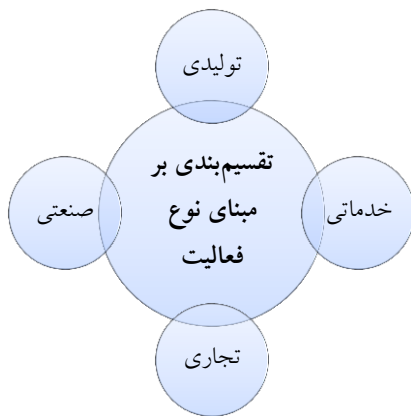 تولیدی
تقسیم‌بندی بر
مبنای نوع
فعالیت
خدماتی
صنعتی
تجاری